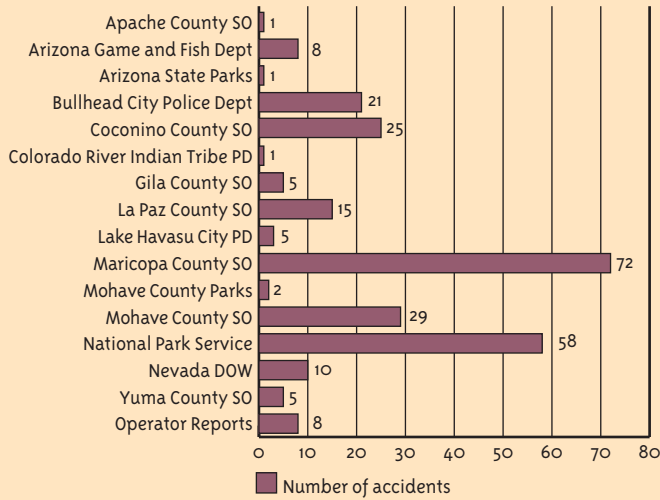 Apache County SO 1
Arizona Game and Fish Dept 8
Arizona State Parks 1
Bullhead City Police Dept 21
Coconino County SO 25
Colorado River Indian Tribe PD 1
Gila County SO 5
La Paz County SO 15
Lake Havasu City PD 5
Maricopa County SO 72
Mohave County Parks 2
Mohave County SO 29
National Park Service 58
Nevada DOW 10
Yuma County SO 5
Operator Reports 8
0 10 20 30 40 50 60 70 80
Number of accidents